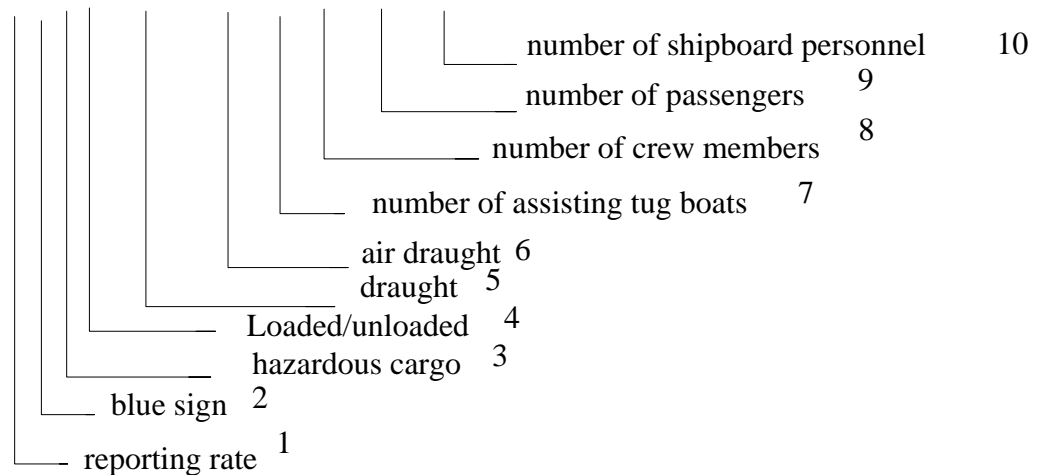 number of shipboard personnel 10
number of passengers 9
number of crew members 8
number of assisting tug boats 7
air draught 6
draught 5
Loaded/unloaded 4
hazardous cargo 3
blue sign 2
reporting rate 1